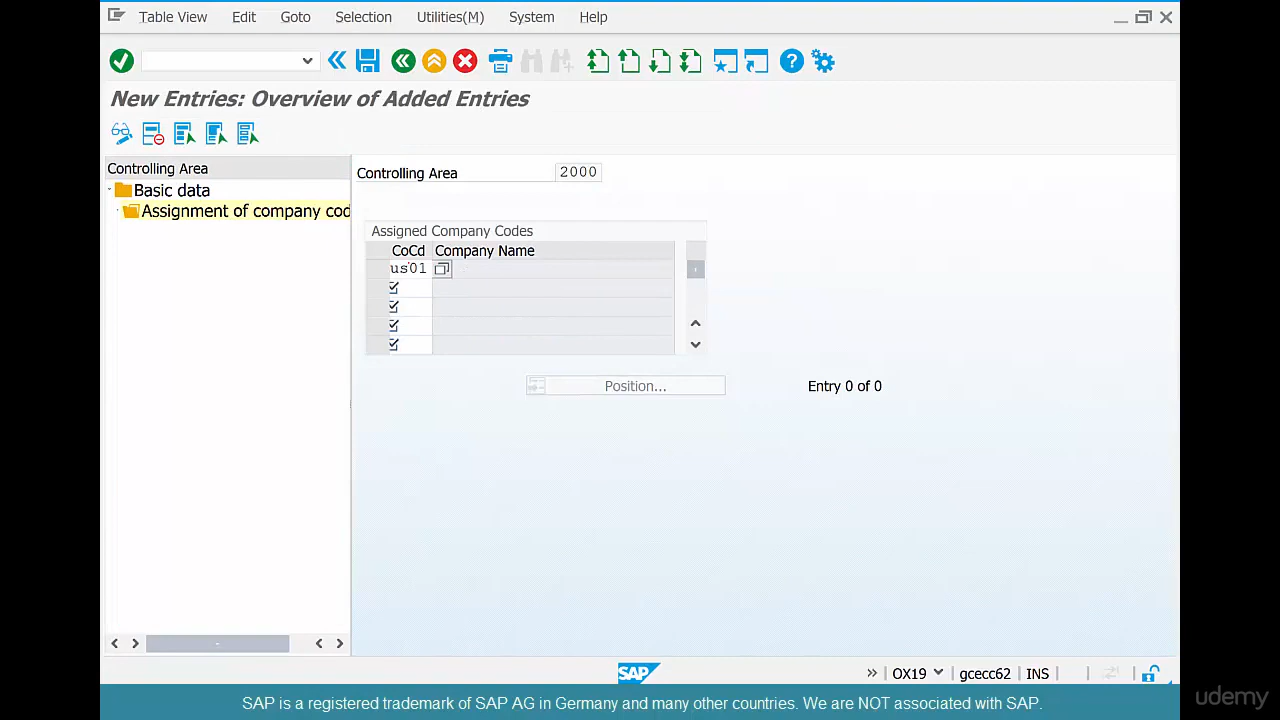 Table View Edit Goto Selection Utilities(M) System Help
New Entries: Overview of Added Entries
Controlling Area
Basic data
Assignment of company cod
Controlling Area 2000
Assigned Company Codes
CoCd Company Name
us01
Position...
Entry 0 of 0
SAP
OX19 gcecc62 INS
SAP is a registered trademark of SAP AG in Germany and many other countries. We are NOT associated with SAP.
udemy